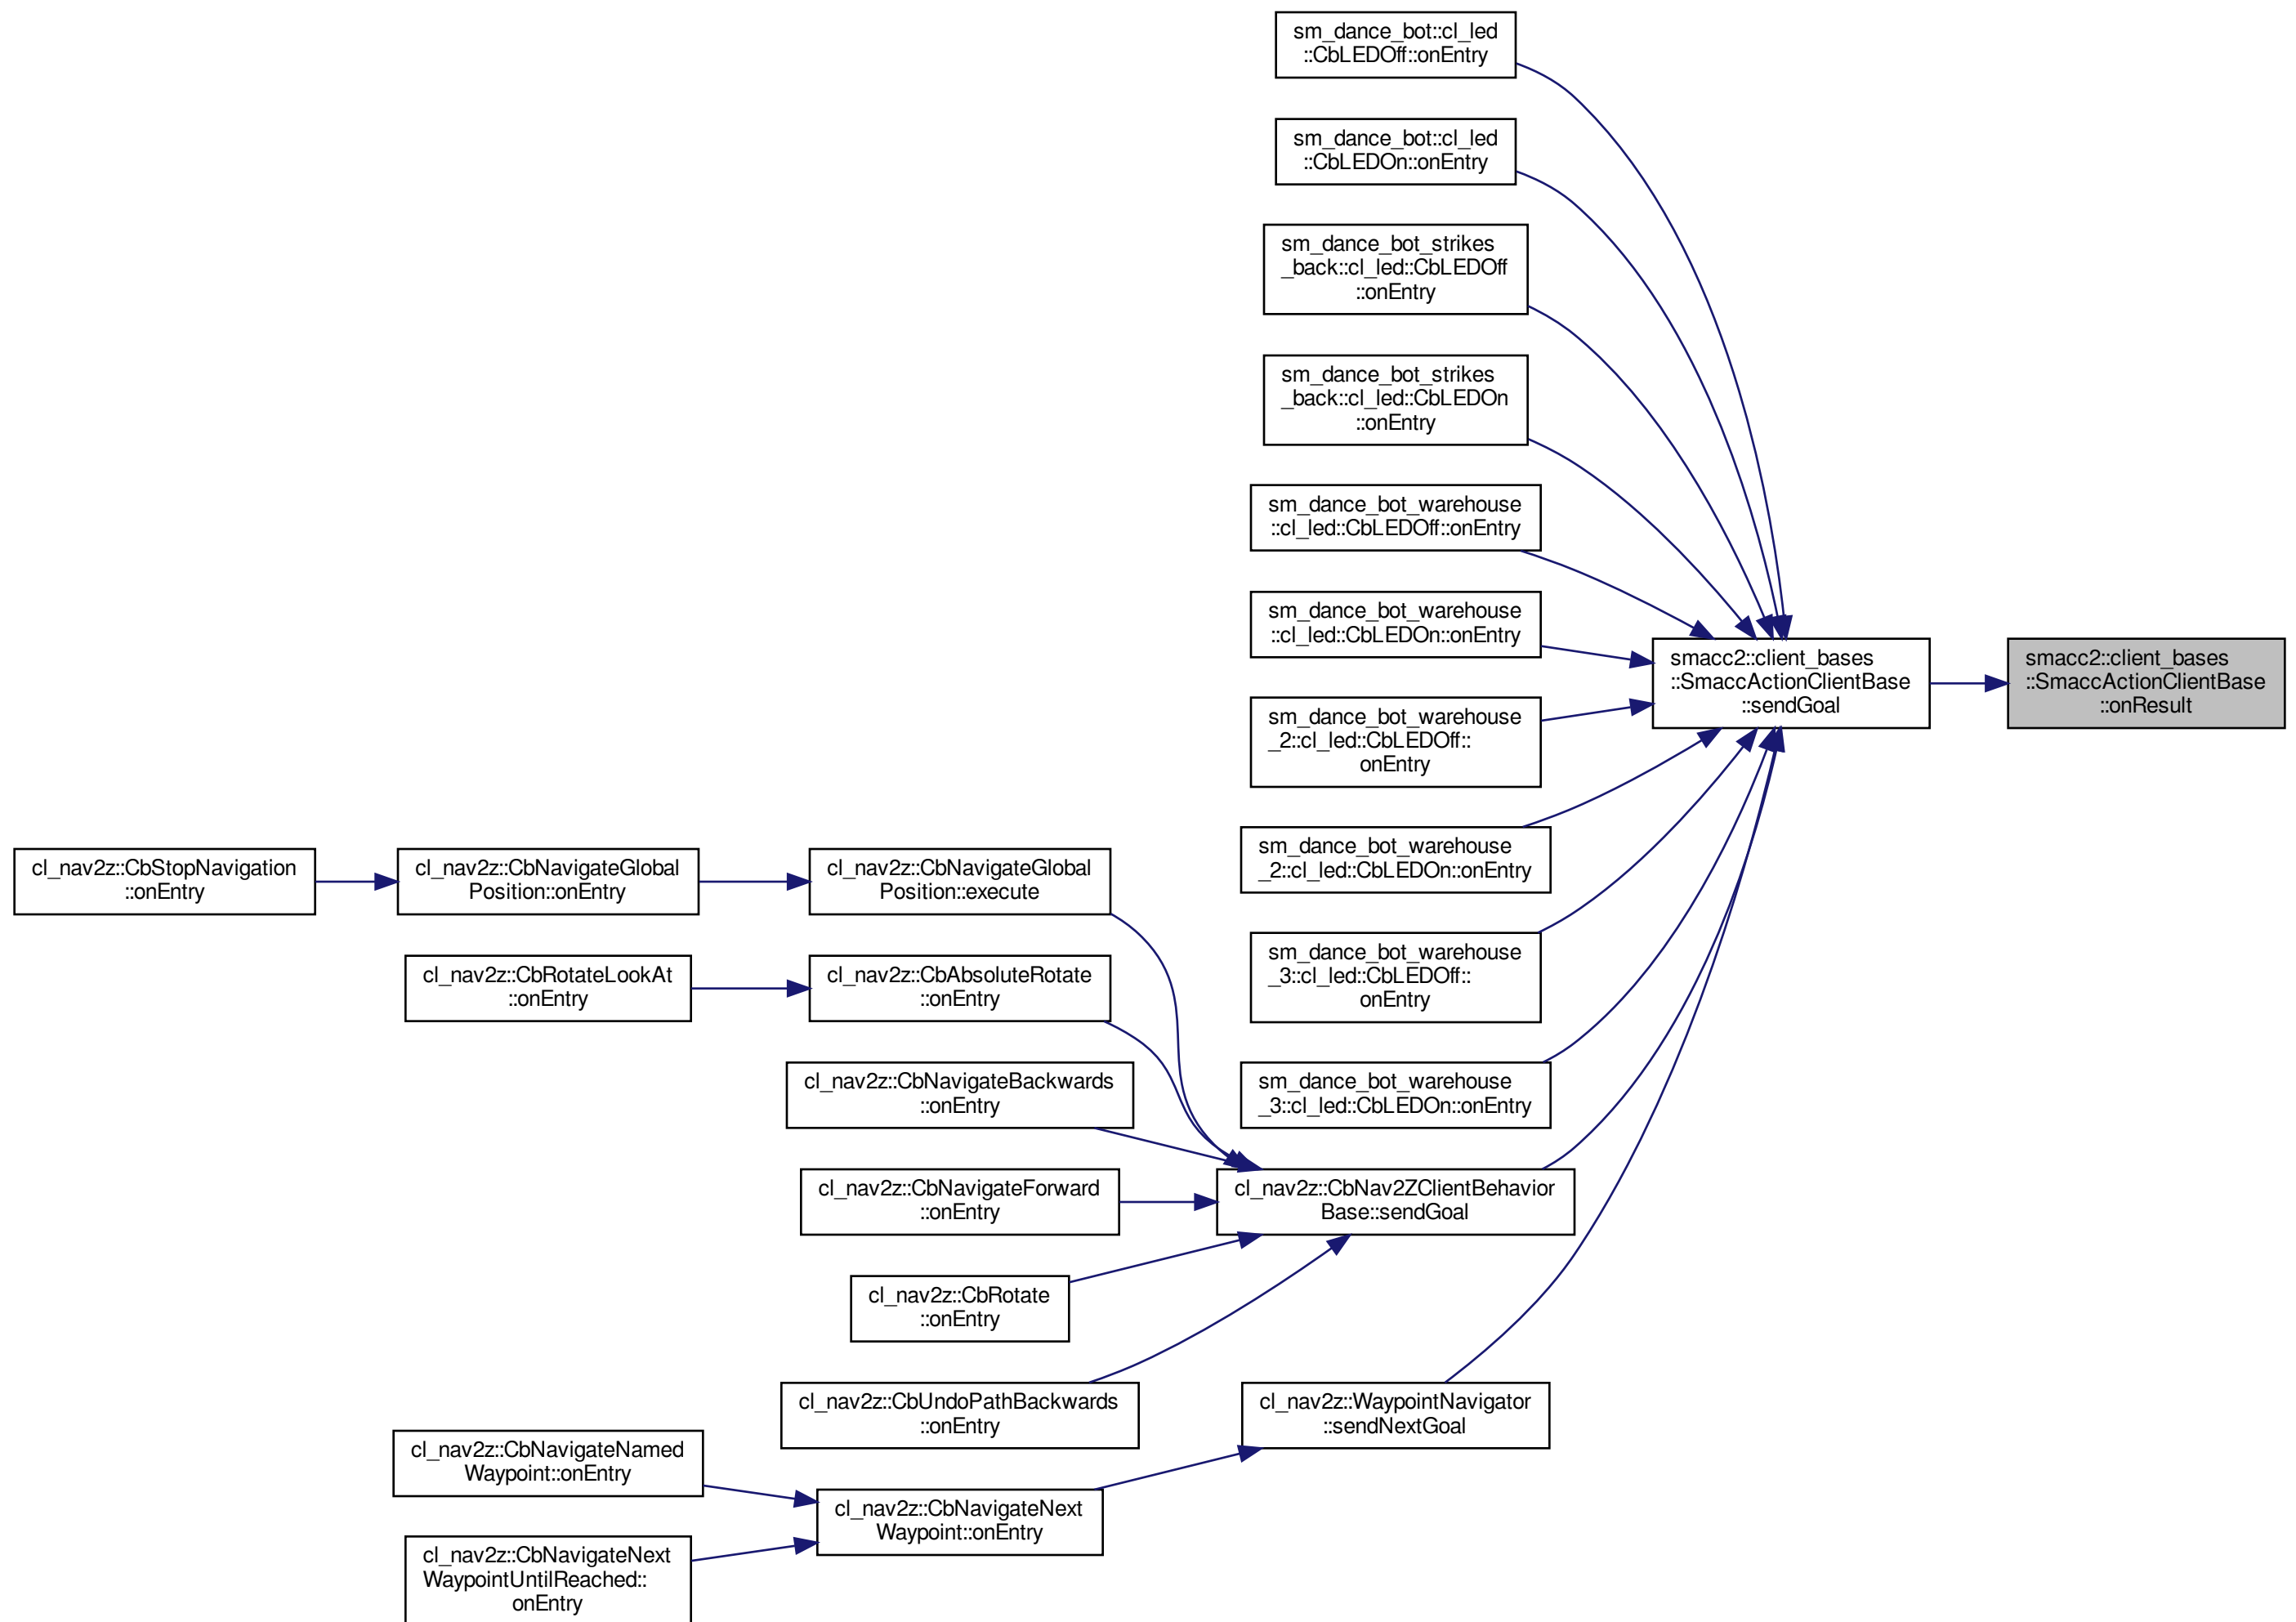 sm_dance_bot::cl_led
::CbLEDOff::onEntry
sm_dance_bot::cl_led
::CbLEDOn::onEntry
sm_dance_bot_strikes
_back::cl_led::CbLEDOff
::onEntry
sm_dance_bot_strikes
_back::cl_led::CbLEDOn
::onEntry
sm_dance_bot_warehouse
::cl_led::CbLEDOff::onEntry
sm_dance_bot_warehouse
::cl_led::CbLEDOn::onEntry
smacc2::client_bases
::SmaccActionClientBase
::sendGoal
smacc2::client_bases
::SmaccActionClientBase
::onResult
sm_dance_bot_warehouse
_2::cl_led::CbLEDOff::
onEntry
sm_dance_bot_warehouse
_2::cl_led::CbLEDOn::onEntry
cl_nav2z::CbStopNavigation
::onEntry
cl_nav2z::CbNavigateGlobal
Position::onEntry
cl_nav2z::CbNavigateGlobal
Position::execute
sm_dance_bot_warehouse
_3::cl_led::CbLEDOff::
onEntry
cl_nav2z::CbRotateLookAt
::onEntry
cl_nav2z::CbAbsoluteRotate
::onEntry
sm_dance_bot_warehouse
_3::cl_led::CbLEDOn::onEntry
cl_nav2z::CbNavigateBackwards
::onEntry
cl_nav2z::CbNavigateForward
::onEntry
cl_nav2z::CbNav2ZClientBehavior
Base::sendGoal
cl_nav2z::CbRotate
::onEntry
cl_nav2z::CbUndoPathBackwards
::onEntry
cl_nav2z::WaypointNavigator
::sendNextGoal
cl_nav2z::CbNavigateNamed
Waypoint::onEntry
cl_nav2z::CbNavigateNext
Waypoint::onEntry
cl_nav2z::CbNavigateNext
WaypointUntilReached::
onEntry